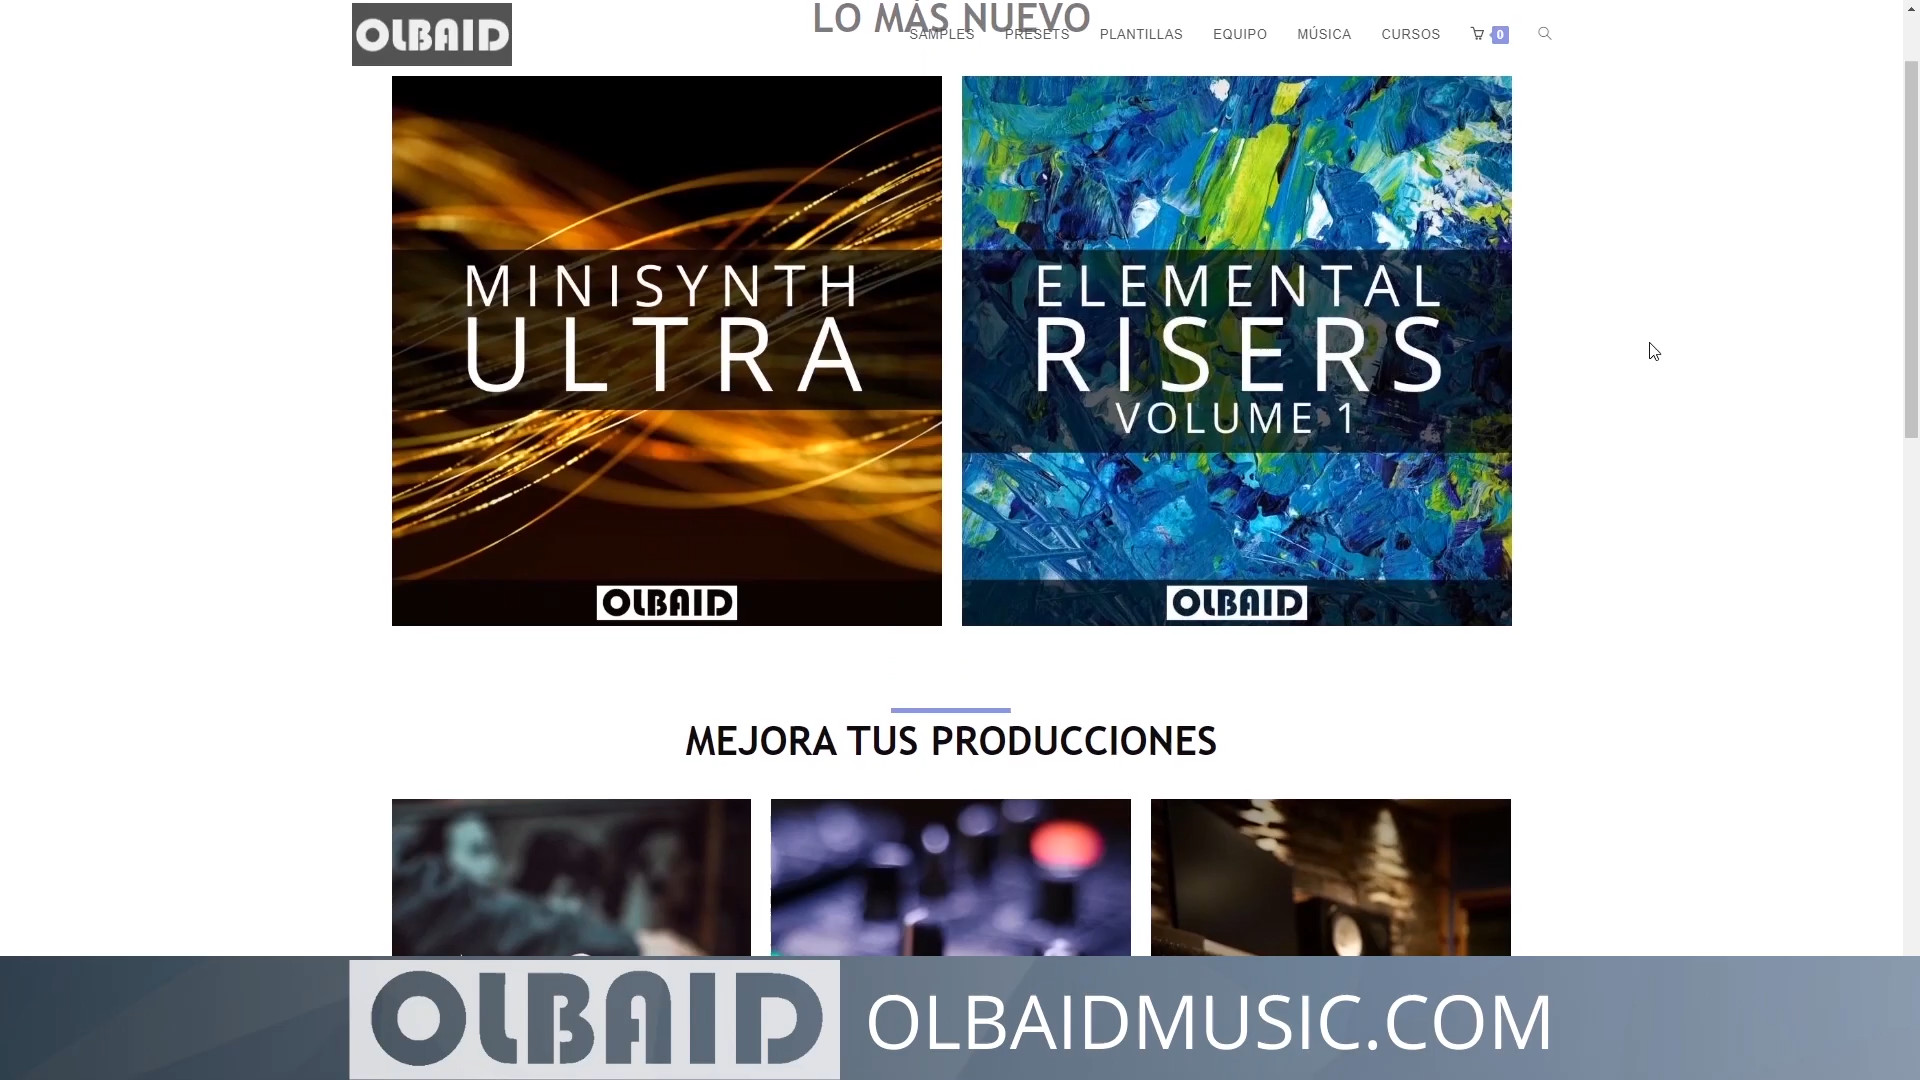 OLBAID
LO MÁS NUEVO
SAMPLES PRESETS PLANTILLAS EQUIPO MÚSICA CURSOS 0
MINISYNTH
ULTRA
OLBAID
ELEMENTAL
RISERS
VOLUME 1
OLBAID
MEJORA TUS PRODUCCIONES
OLBAID OLBAIDMUSIC.COM